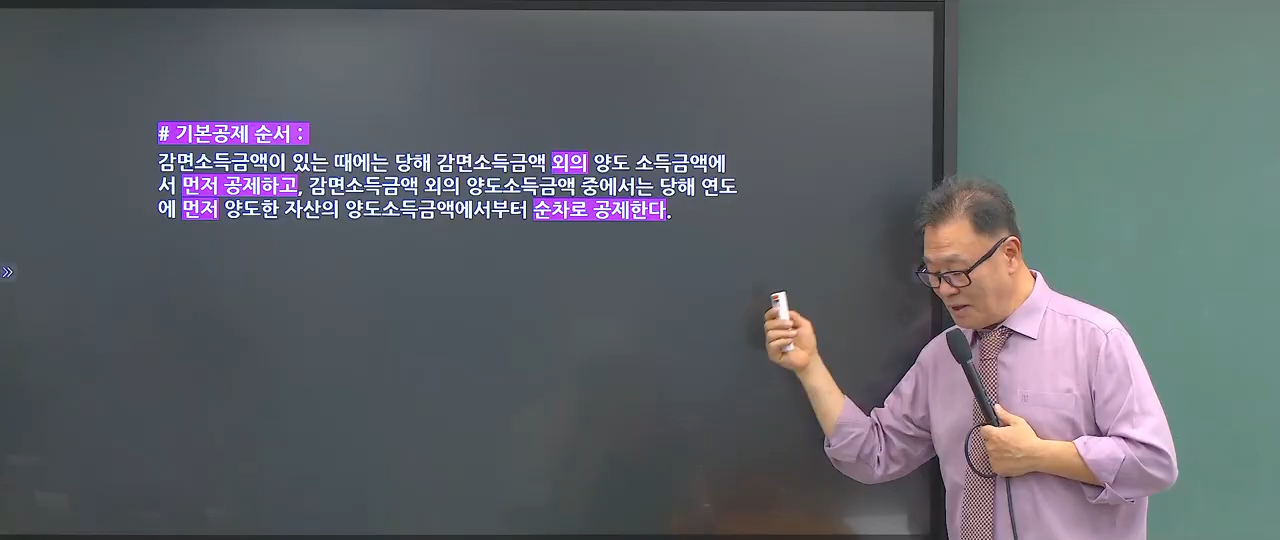 # 기본공제 순서 :
감면소득금액이 있는 때에는 당해 감면소득금액 외의 양도 소득금액에
서 먼저 공제하고, 감면소득금액 외의 양도소득금액 중에서는 당해 연도
에 먼저 양도한 자산의 양도소득금액에서부터 순차로 공제한다.
»